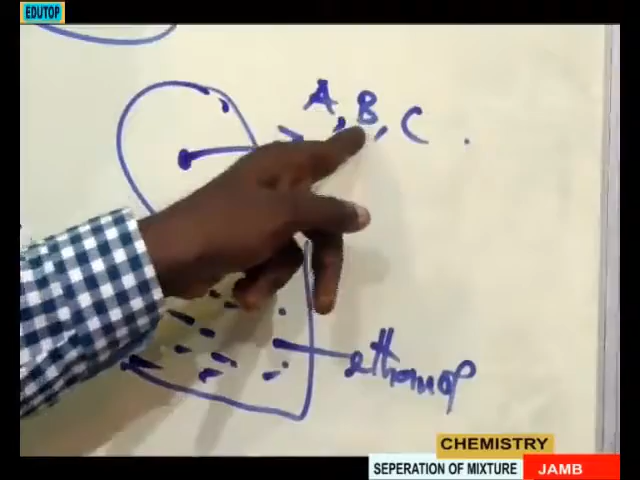 EDUTOP
A, B, C .
ethanol
CHEMISTRY
SEPERATION OF MIXTURE
JAMB